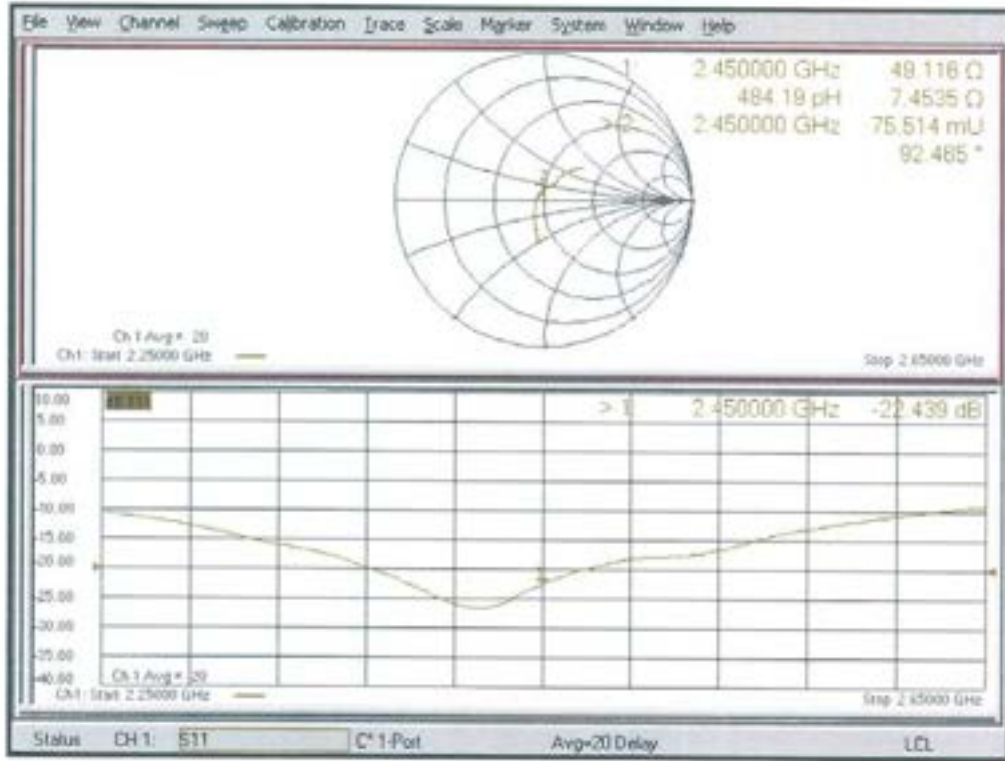 File View Channel Sweep Calibration Trace Scale Marker System Window Help
1 2.450000 GHz 49.116 Ω
484.19 pH 7.4535 Ω
> 2 2.450000 GHz 75.514 mU
92.465 °
Ch 1 Avg = 20
Ch1: Start 2.25000 GHz
Stop 2.65000 GHz
10.00
> 1 2.450000 GHz -22.439 dB
5.00
0.00
-5.00
-10.00
-15.00
-20.00
-25.00
-30.00
-35.00
-40.00
Ch 1 Avg = 20
Ch1: Start 2.25000 GHz
Stop 2.65000 GHz
Status CH 1: S11 C* 1-Port Avg=20 Delay LCL